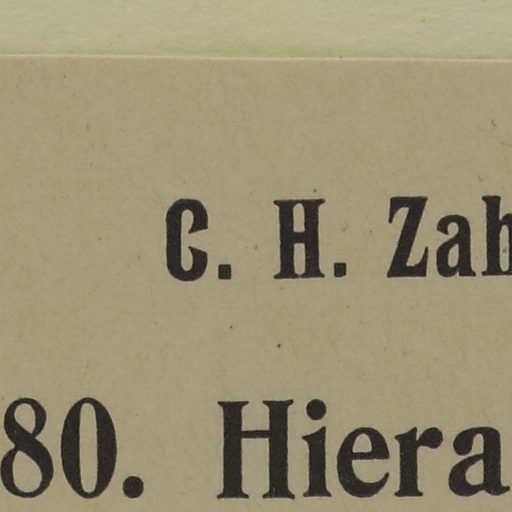 C. H. Zab
80. Hiera